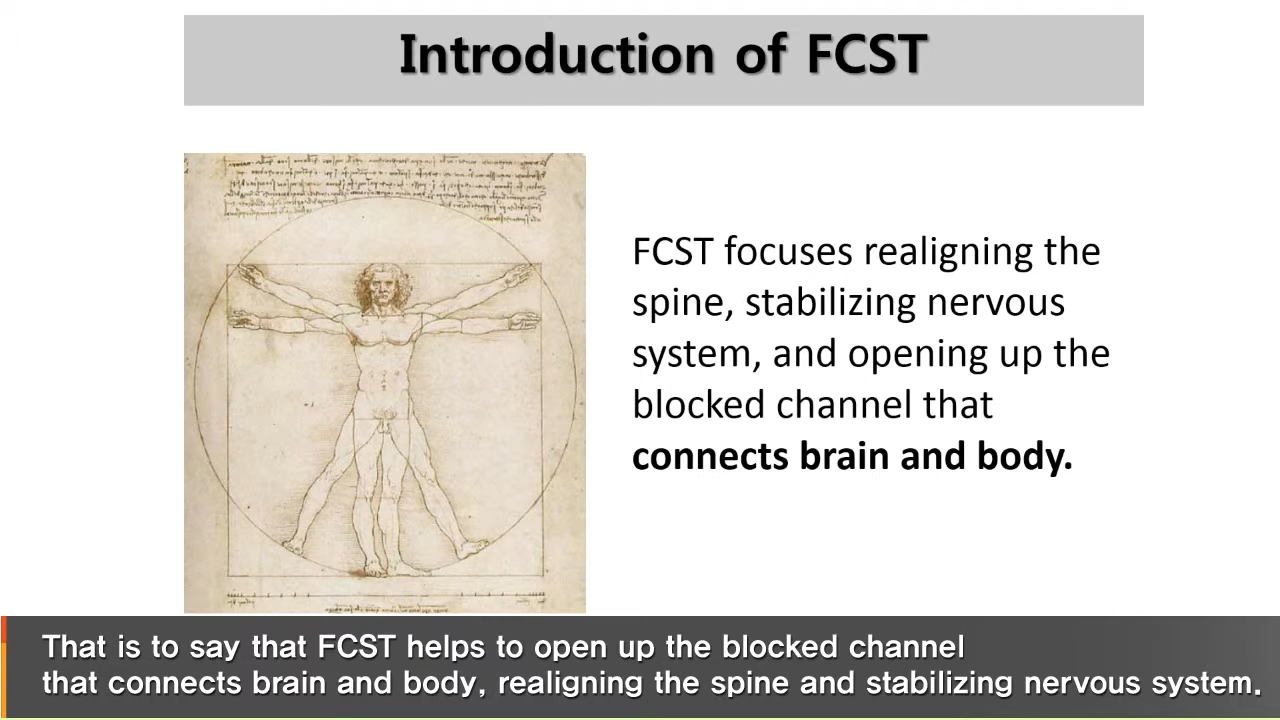 Introduction of FCST
FCST focuses realigning the
spine, stabilizing nervous
system, and opening up the
blocked channel that
connects brain and body.
That is to say that FCST helps to open up the blocked channel
that connects brain and body, realigning the spine and stabilizing nervous system.